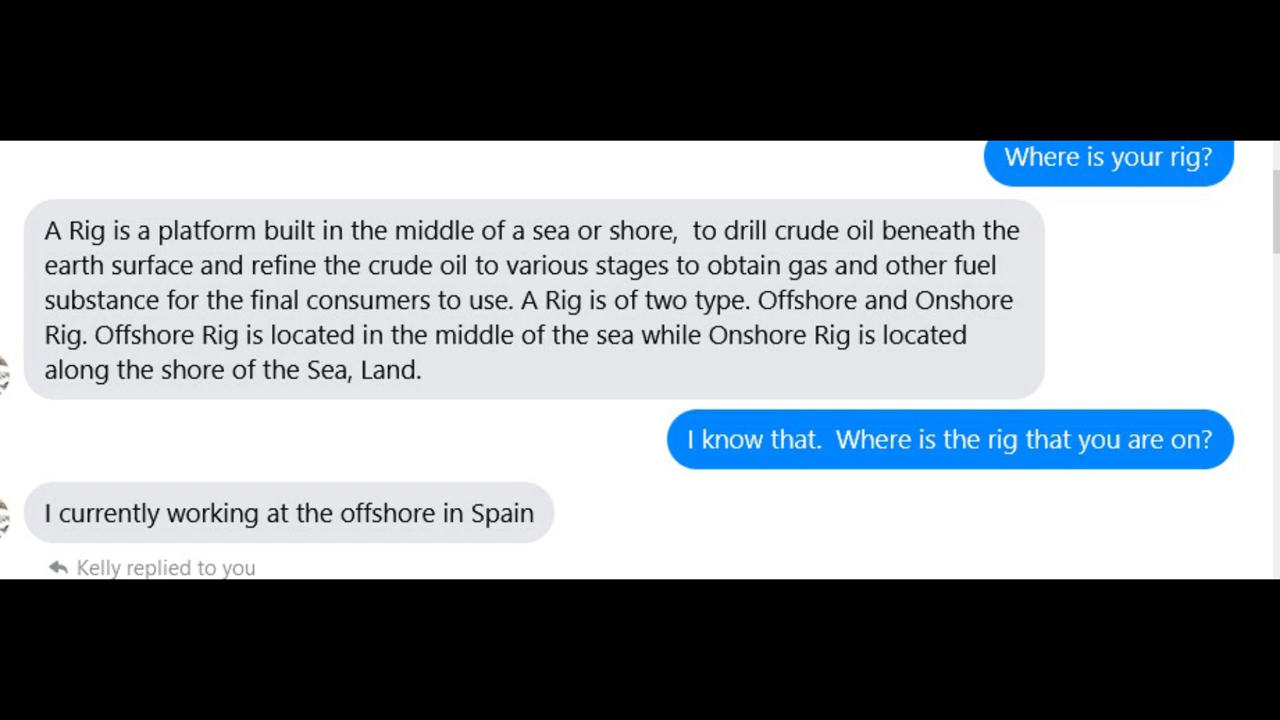 Where is your rig?
A Rig is a platform built in the middle of a sea or shore,  to drill crude oil beneath the
earth surface and refine the crude oil to various stages to obtain gas and other fuel
substance for the final consumers to use. A Rig is of two type. Offshore and Onshore
Rig. Offshore Rig is located in the middle of the sea while Onshore Rig is located
along the shore of the Sea, Land.
I know that.  Where is the rig that you are on?
I currently working at the offshore in Spain
Kelly replied to you